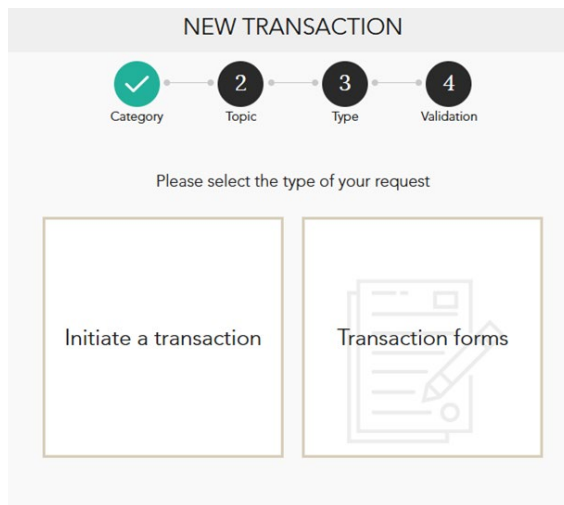 NEW TRANSACTION
2 3 4
Category Topic Type Validation
Please select the type of your request
Initiate a transaction Transaction forms